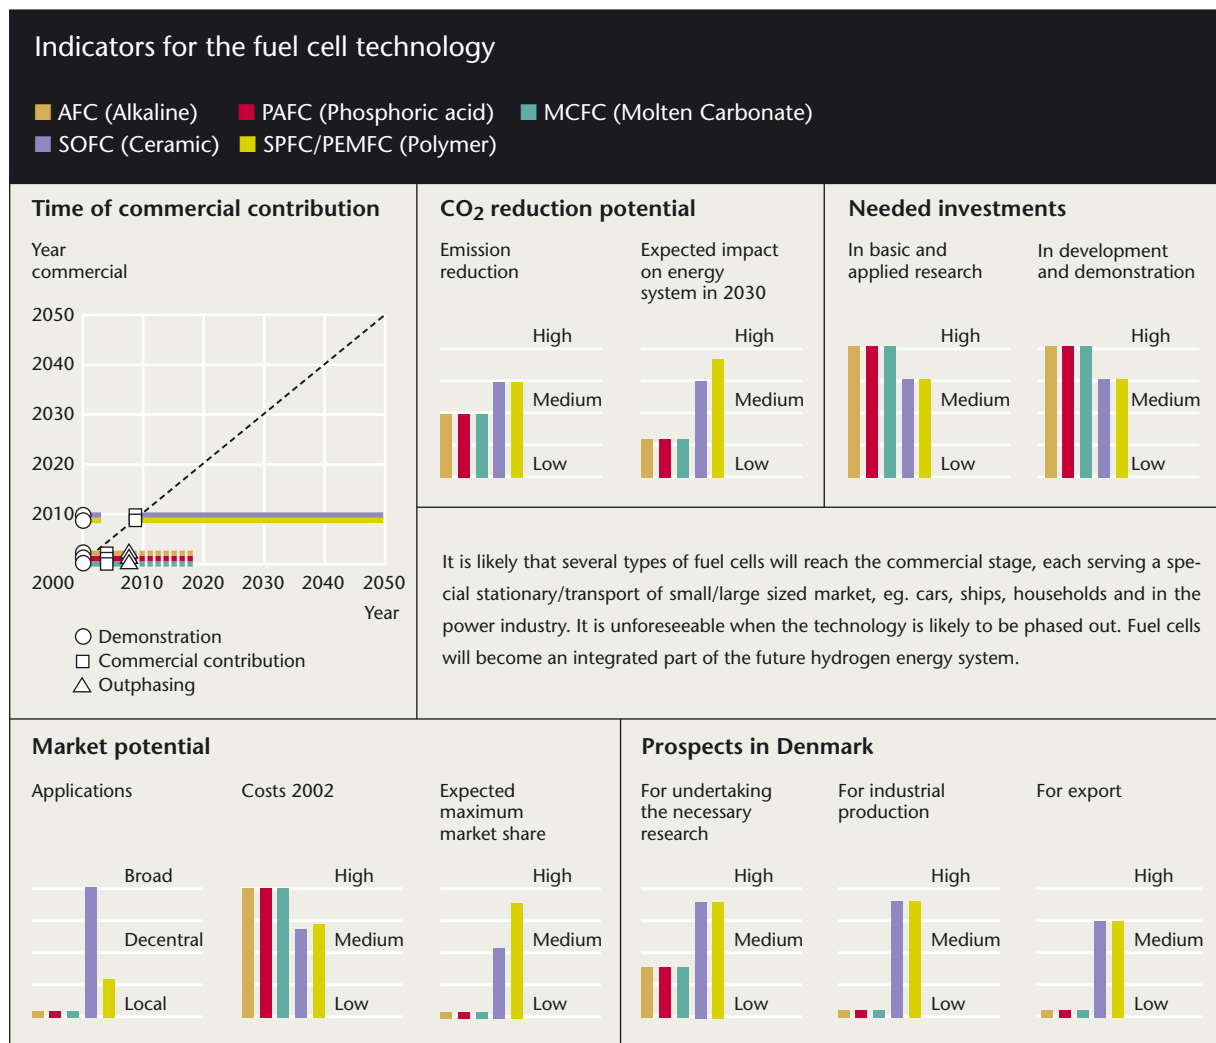 Indicators for the fuel cell technology
AFC (Alkaline) PAFC (Phosphoric acid) MCFC (Molten Carbonate)
SOFC (Ceramic) SPFC/PEMFC (Polymer)
Time of commercial contribution
Year
commercial
2050
2040
2030
2020
2010
2000 2010 2020 2030 2040 2050
Year
Demonstration
Commercial contribution
Outphasing
CO2 reduction potential
Emission
reduction
High
Medium
Low
Expected impact
on energy
system in 2030
High
Medium
Low
Needed investments
In basic and
applied research
High
Medium
Low
In development
and demonstration
High
Medium
Low
It is likely that several types of fuel cells will reach the commercial stage, each serving a spe-
cial stationary/transport of small/large sized market, eg. cars, ships, households and in the
power industry. It is unforeseeable when the technology is likely to be phased out. Fuel cells
will become an integrated part of the future hydrogen energy system.
Market potential
Applications
Broad
Decentral
Local
Costs 2002
High
Medium
Low
Expected
maximum
market share
High
Medium
Low
Prospects in Denmark
For undertaking
the necessary
research
High
Medium
Low
For industrial
production
High
Medium
Low
For export
High
Medium
Low